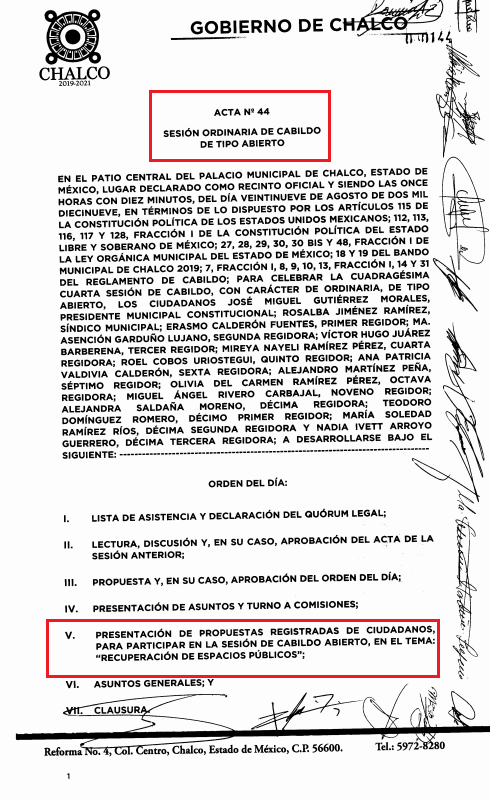 GOBIERNO DE CHALCO
CHALCO
2019-2021
ACTA Nº 44
SESIÓN ORDINARIA DE CABILDO
DE TIPO ABIERTO
EN EL PATIO CENTRAL DEL PALACIO MUNICIPAL DE CHALCO, ESTADO DE
MÉXICO, LUGAR DECLARADO COMO RECINTO OFICIAL Y SIENDO LAS ONCE
HORAS CON DIEZ MINUTOS, DEL DÍA VEINTINUEVE DE AGOSTO DE DOS MIL
DIECINUEVE, EN TÉRMINOS DE LO DISPUESTO POR LOS ARTÍCULOS 115 DE
LA CONSTITUCIÓN POLÍTICA DE LOS ESTADOS UNIDOS MEXICANOS; 112, 113,
116, 117 Y 128, FRACCIÓN I DE LA CONSTITUCIÓN POLÍTICA DEL ESTADO
LIBRE Y SOBERANO DE MÉXICO; 27, 28, 29, 30, 30 BIS Y 48, FRACCIÓN I DE
LA LEY ORGÁNICA MUNICIPAL DEL ESTADO DE MÉXICO; 18 Y 19 DEL BANDO
MUNICIPAL DE CHALCO 2019; 7, FRACCIÓN I, 8, 9, 10, 13, FRACCIÓN I, 14 Y 31
DEL REGLAMENTO DE CABILDO; PARA CELEBRAR LA CUADRAGÉSIMA
CUARTA SESIÓN DE CABILDO, CON CARÁCTER DE ORDINARIA, DE TIPO
ABIERTO, LOS CIUDADANOS JOSÉ MIGUEL GUTIÉRREZ MORALES,
PRESIDENTE MUNICIPAL CONSTITUCIONAL; ROSALBA JIMÉNEZ RAMÍREZ,
SÍNDICO MUNICIPAL; ERASMO CALDERÓN FUENTES, PRIMER REGIDOR; MA.
ASENCIÓN GARDUÑO LUJANO, SEGUNDA REGIDORA; VÍCTOR HUGO JUÁREZ
BARBERENA, TERCER REGIDOR; MIREYA NAYELI RAMÍREZ PÉREZ, CUARTA
REGIDORA; ROEL COBOS URIOSTEGUI, QUINTO REGIDOR; ANA PATRICIA
VALDIVIA CALDERÓN, SEXTA REGIDORA; ALEJANDRO MARTÍNEZ PEÑA,
SÉPTIMO REGIDOR; OLIVIA DEL CARMEN RAMÍREZ PÉREZ, OCTAVA
REGIDORA; MIGUEL ÁNGEL RIVERO CARBAJAL, NOVENO REGIDOR;
ALEJANDRA SALDAÑA MORENO, DÉCIMA REGIDORA; TEODORO
DOMÍNGUEZ ROMERO, DÉCIMO PRIMER REGIDOR; MARÍA SOLEDAD
RAMÍREZ RÍOS, DÉCIMA SEGUNDA REGIDORA Y NADIA IVETT ARROYO
GUERRERO, DÉCIMA TERCERA REGIDORA; A DESARROLLARSE BAJO EL
SIGUIENTE: ------------------------------------------------------------
ORDEN DEL DÍA:
I. LISTA DE ASISTENCIA Y DECLARACIÓN DEL QUÓRUM LEGAL;
II. LECTURA, DISCUSIÓN Y, EN SU CASO, APROBACIÓN DEL ACTA DE LA
SESIÓN ANTERIOR;
III. PROPUESTA Y, EN SU CASO, APROBACIÓN DEL ORDEN DEL DÍA;
IV. PRESENTACIÓN DE ASUNTOS Y TURNO A COMISIONES;
V. PRESENTACIÓN DE PROPUESTAS REGISTRADAS DE CIUDADANOS,
PARA PARTICIPAR EN LA SESIÓN DE CABILDO ABIERTO, EN EL TEMA:
“RECUPERACIÓN DE ESPACIOS PÚBLICOS”;
VI. ASUNTOS GENERALES; Y
VII. CLAUSURA.
Reforma No. 4, Col. Centro, Chalco, Estado de México, C.P. 56600. Tel.: 5972-8280
1